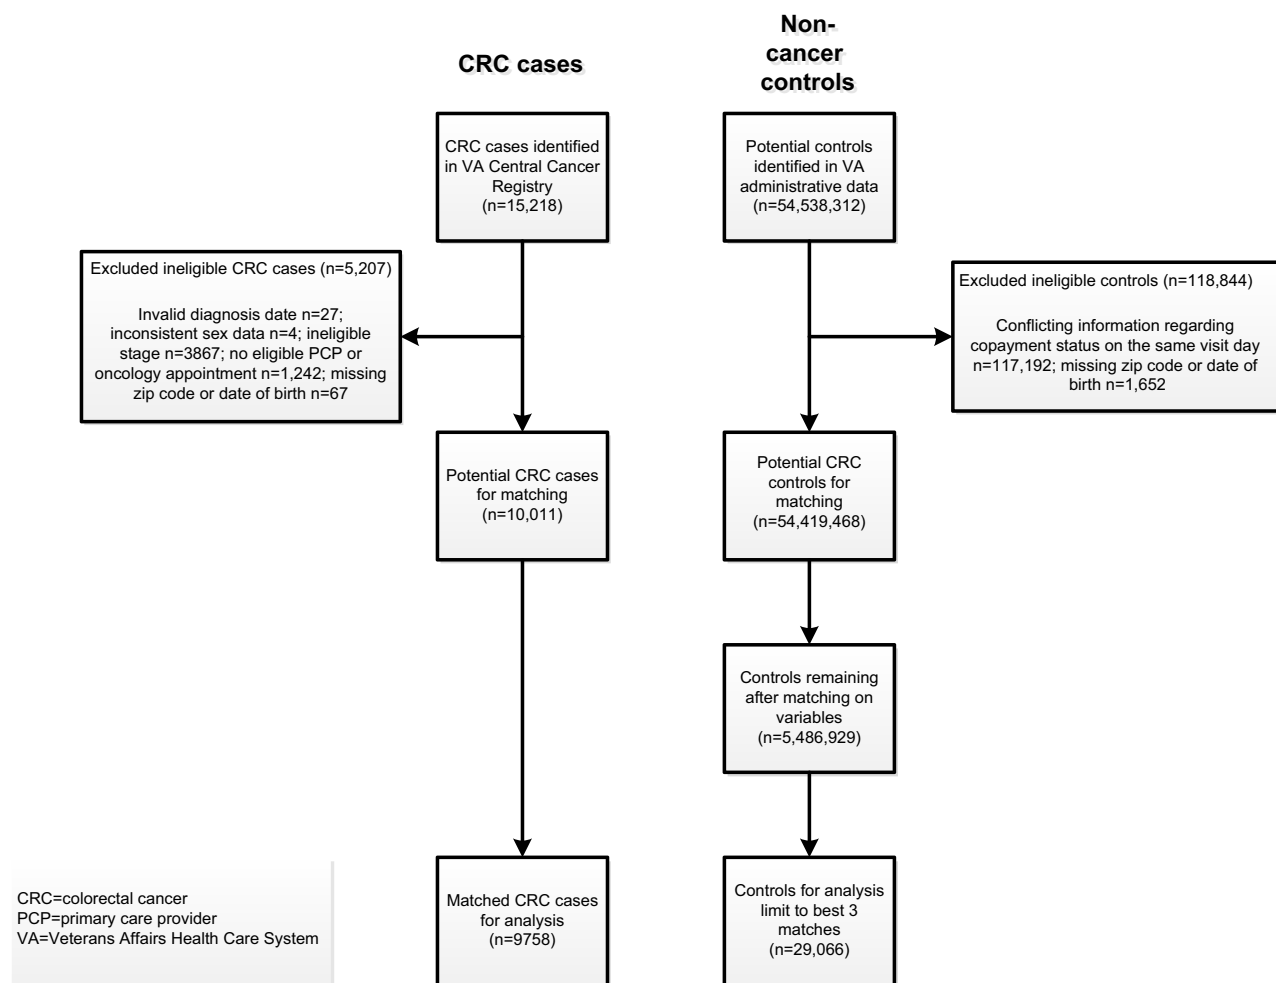 CRC cases
Non-
cancer
controls
CRC cases identified
in VA Central Cancer
Registry
(n=15,218)
Potential controls
identified in VA
administrative data
(n=54,538,312)
Excluded ineligible CRC cases (n=5,207)
Invalid diagnosis date n=27;
inconsistent sex data n=4; ineligible
stage n=3867; no eligible PCP or
oncology appointment n=1,242; missing
zip code or date of birth n=67
Excluded ineligible controls (n=118,844)
Conflicting information regarding
copayment status on the same visit day
n=117,192; missing zip code or date of
birth n=1,652
Potential CRC cases
for matching
(n=10,011)
Potential CRC
controls for
matching
(n=54,419,468)
Controls remaining
after matching on
variables
(n=5,486,929)
Matched CRC cases
for analysis
(n=9758)
Controls for analysis
limit to best 3
matches
(n=29,066)
CRC=colorectal cancer
PCP=primary care provider
VA=Veterans Affairs Health Care System